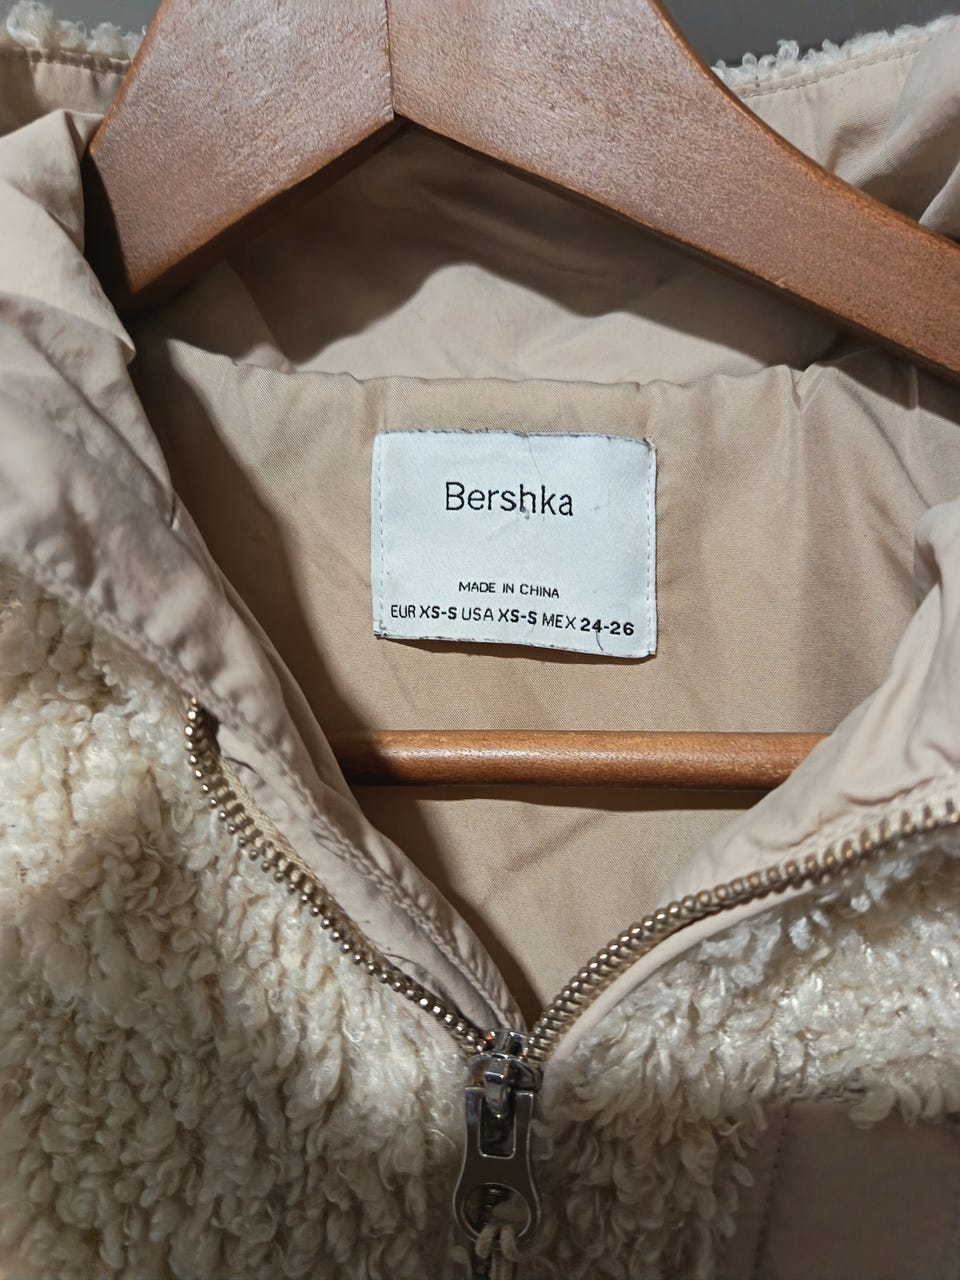 Bershka
MADE IN CHINA
EUR XS-S USA XS-S MEX 24-26